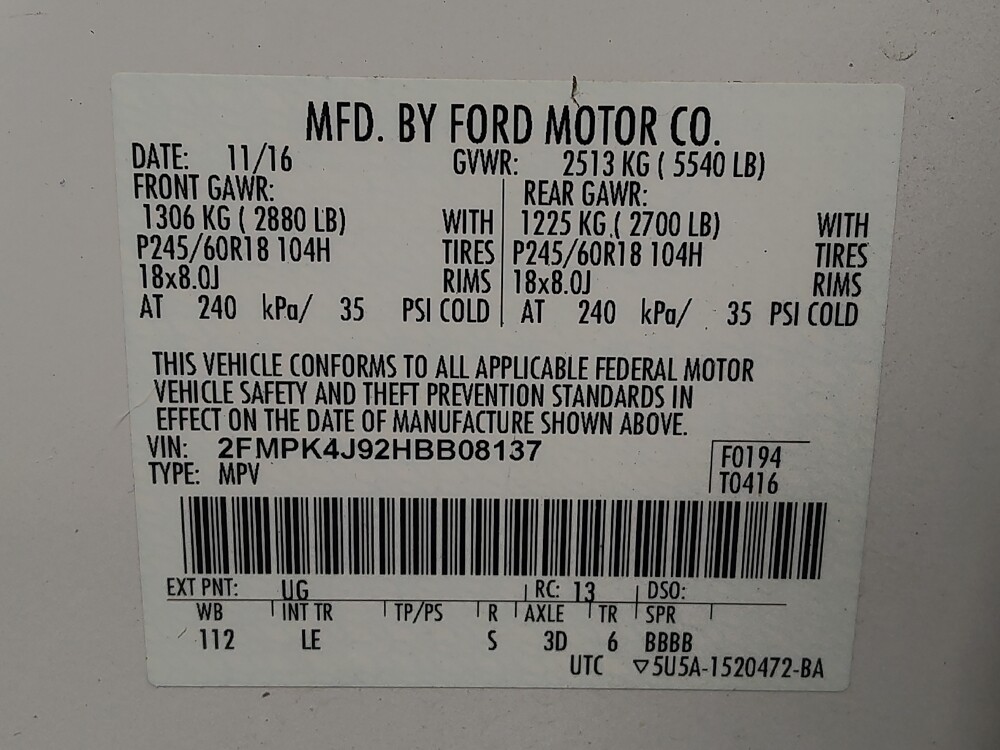 MFD. BY FORD MOTOR CO.
DATE: 11/16 GVWR: 2513 KG ( 5540 LB)
FRONT GAWR: REAR GAWR:
1306 KG ( 2880 LB) WITH 1225 KG ( 2700 LB) WITH
P245/60R18 104H TIRES P245/60R18 104H TIRES
18x8.0J RIMS 18x8.0J RIMS
AT 240 kPa/ 35 PSI COLD AT 240 kPa/ 35 PSI COLD
THIS VEHICLE CONFORMS TO ALL APPLICABLE FEDERAL MOTOR
VEHICLE SAFETY AND THEFT PREVENTION STANDARDS IN
EFFECT ON THE DATE OF MANUFACTURE SHOWN ABOVE.
VIN: 2FMPK4J92HBB08137 F0194
TYPE: MPV T0416
EXT PNT: UG RC: 13 DSO:
WB INT TR TP/PS R AXLE TR SPR
112 LE S 3D 6 BBBB
UTC ▽5U5A-1520472-BA